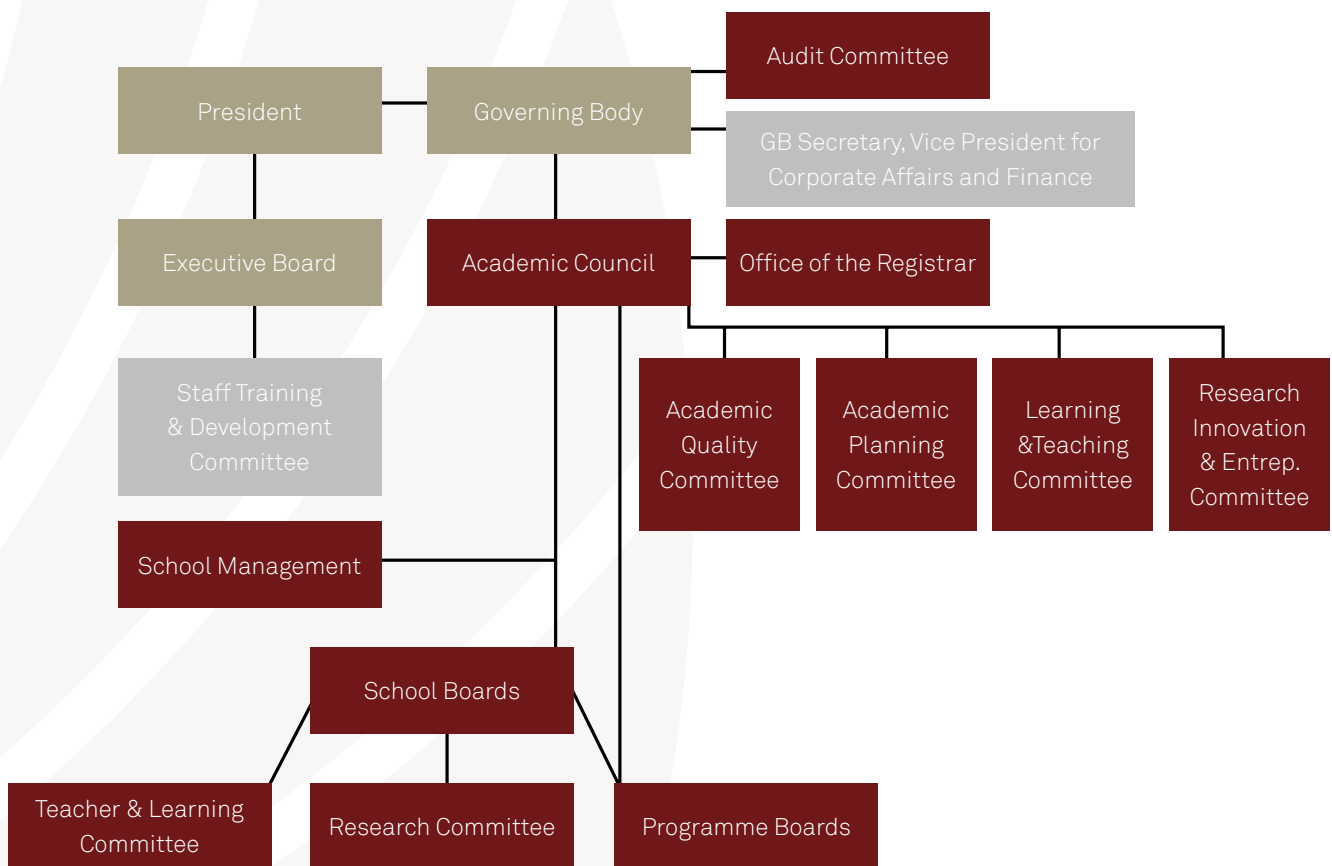 Audit Committee
President
Governing Body
GB Secretary, Vice President for
Corporate Affairs and Finance
Executive Board
Academic Council
Office of the Registrar
Staff Training
& Development
Committee
Academic
Quality
Committee
Academic
Planning
Committee
Learning
&Teaching
Committee
Research
Innovation
& Entrep.
Committee
School Management
School Boards
Teacher & Learning
Committee
Research Committee
Programme Boards